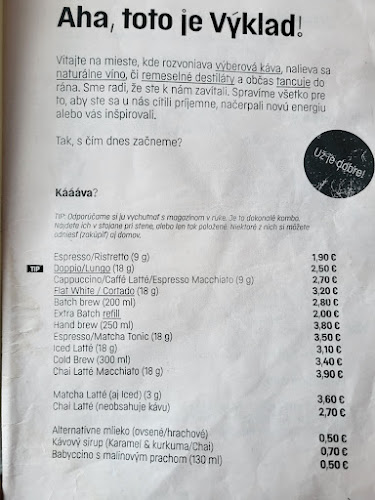 Aha, toto je Výklad!
Vitajte na mieste, kde rozvoniava výberová káva, nalieva sa
naturálne víno, či remeselné destiláty a občas tancuje do
rána. Sme radi, že ste k nám zavítali. Spravíme všetko pre
to, aby ste sa u nás cítili príjemne, načerpali novú energiu
alebo vás inšpirovali.
Tak, s čím dnes začneme?
Už je dobre!
Káááva?
TIP: Odporúčame si ju vychutnať s magazínom v ruke. Je to dokonalé kombo.
Nájdete ich v stojane pri stene, alebo len tak položené. Niektoré z nich si môžete
odniesť (zakúpiť) aj domov.
Espresso/Ristretto (9 g) 1,90 €
TIP Doppio/Lungo (18 g) 2,50 €
Cappuccino/Caffé Latté/Espresso Macchiato (9 g) 2,70 €
Flat White / Cortado (18 g) 3,20 €
Batch brew (200 ml) 2,80 €
Extra Batch refill 2,00 €
Hand brew (250 ml) 3,80 €
Espresso/Matcha Tonic (18 g) 3,50 €
Iced Latté (18 g) 3,10 €
Cold Brew (300 ml) 3,40 €
Chai Latté Macchiato (18 g) 3,90 €
Matcha Latté (aj Iced) (3 g) 3,60 €
Chai Latté (neobsahuje kávu) 2,70 €
Alternatívne mlieko (ovsené/hrachové) 0,50 €
Kávový sirup (Karamel & kurkuma/Chai) 0,70 €
Babyccino s malinovým prachom (130 ml) 0,50 €